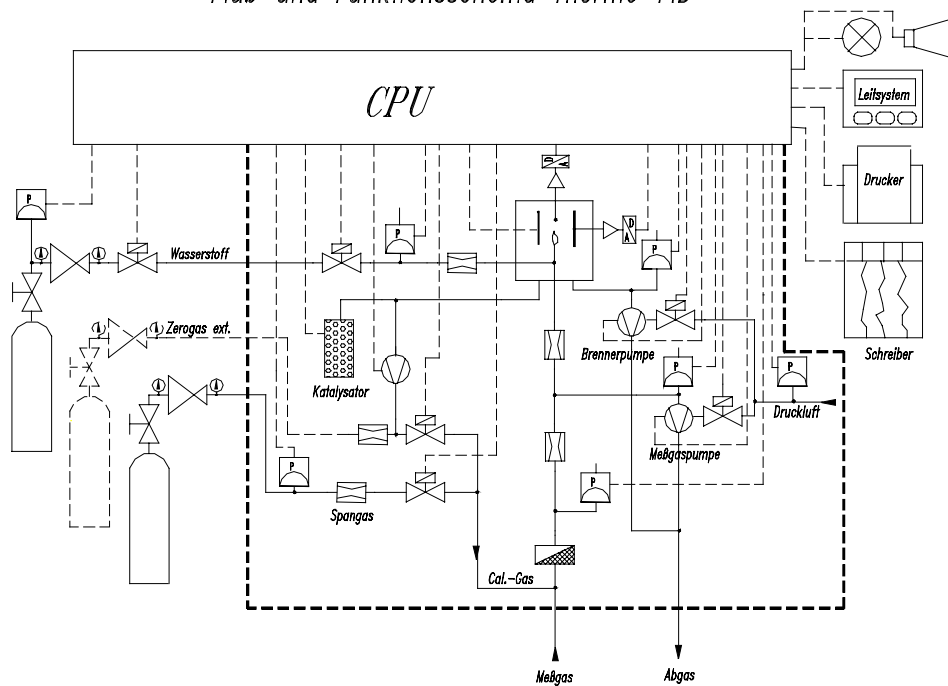 CPU
Leitsystem
Drucker
Schreiber
P
Wasserstoff
P
D
A
D
A
P
Zerogas ext.
Katalysator
Brennerpumpe
P
P
Druckluft
Meßgaspumpe
P
P
Spangas
Cal.-Gas
Meßgas
Abgas